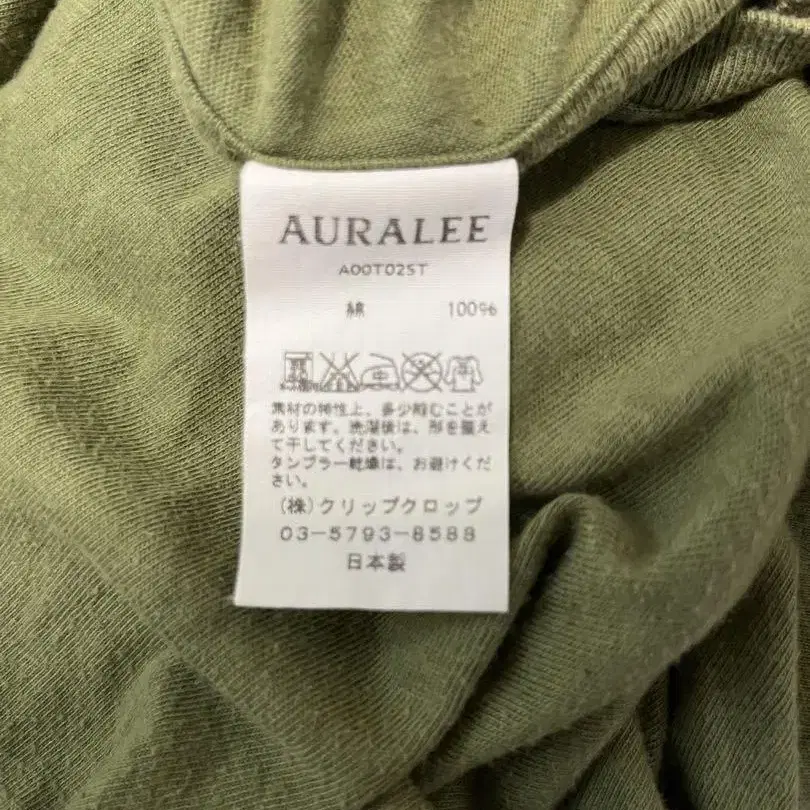 AURALEE
A00T02ST
綿 100%
素材の特性上、多少縮むことが
あります。洗濯後は、形を整え
て干してください。
タンブラー乾燥は、お避けくだ
さい。
(株)クリップクロップ
03-5793-8588
日本製